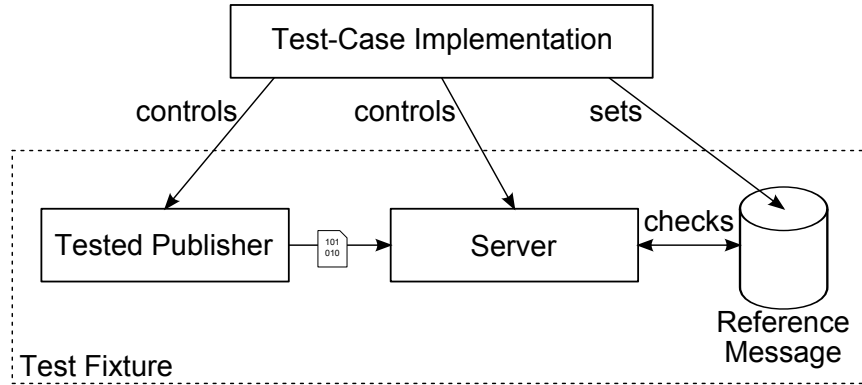 Test-Case Implementation
controls
controls
sets
Tested Publisher
101
010
Server
checks
Reference
Message
Test Fixture